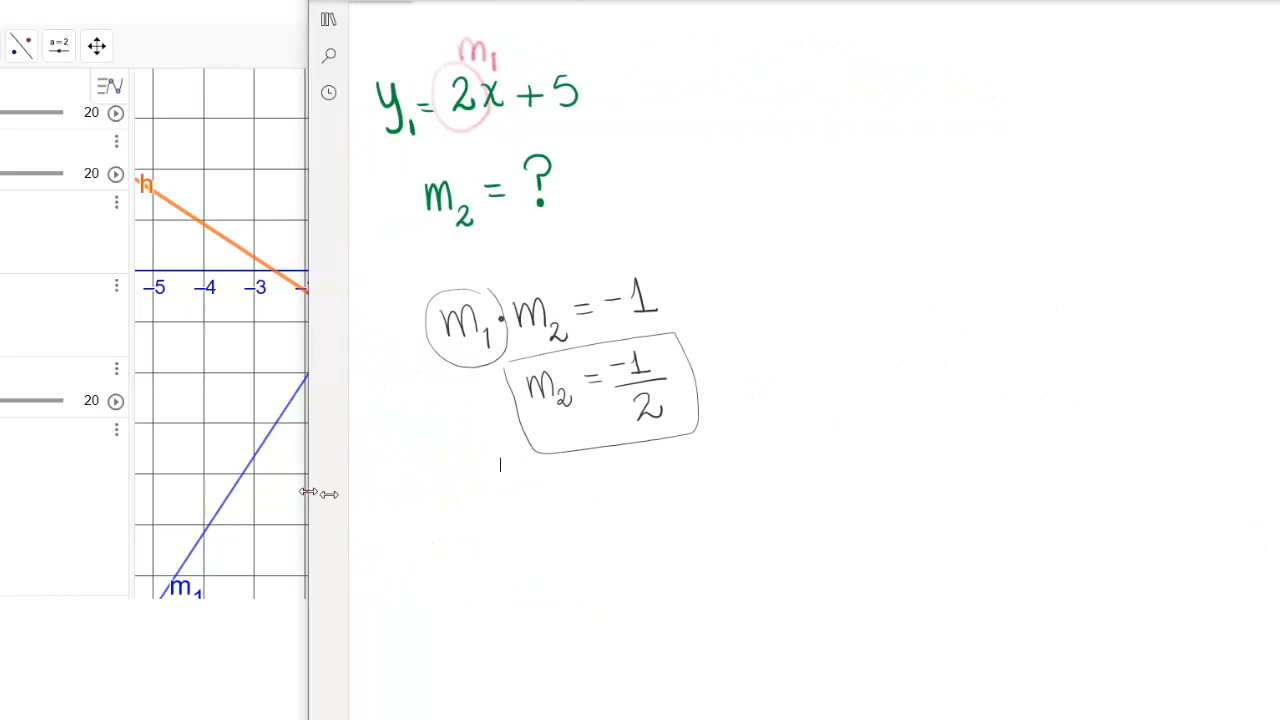 a=2
20
20
20
h
–5 –4 –3
m₁
m₁
y₁ = 2x + 5
m₂ = ?
m₁ · m₂ = -1
m₂ = -1/2